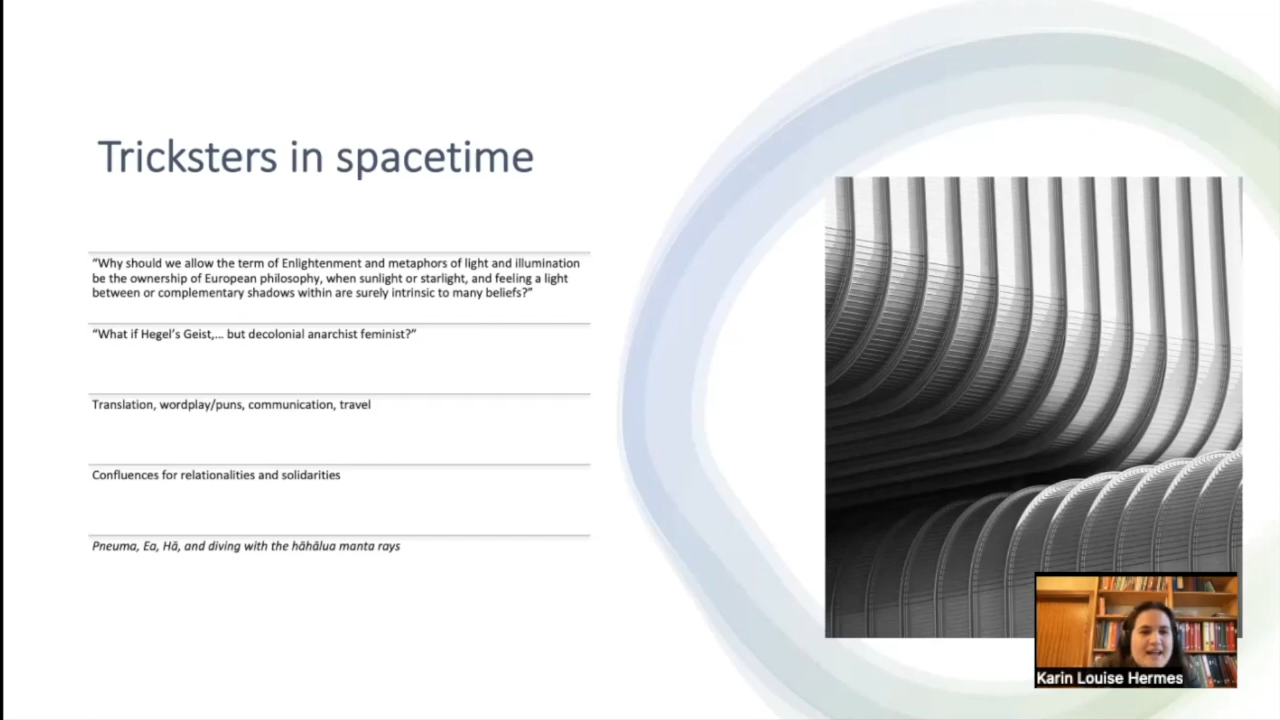 Tricksters in spacetime
“Why should we allow the term of Enlightenment and metaphors of light and illumination
be the ownership of European philosophy, when sunlight or starlight, and feeling a light
between or complementary shadows within are surely intrinsic to many beliefs?”
“What if Hegel’s Geist,... but decolonial anarchist feminist?”
Translation, wordplay/puns, communication, travel
Confluences for relationalities and solidarities
Pneuma, Ea, Hā, and diving with the hāhālua manta rays
Karin Louise Hermes